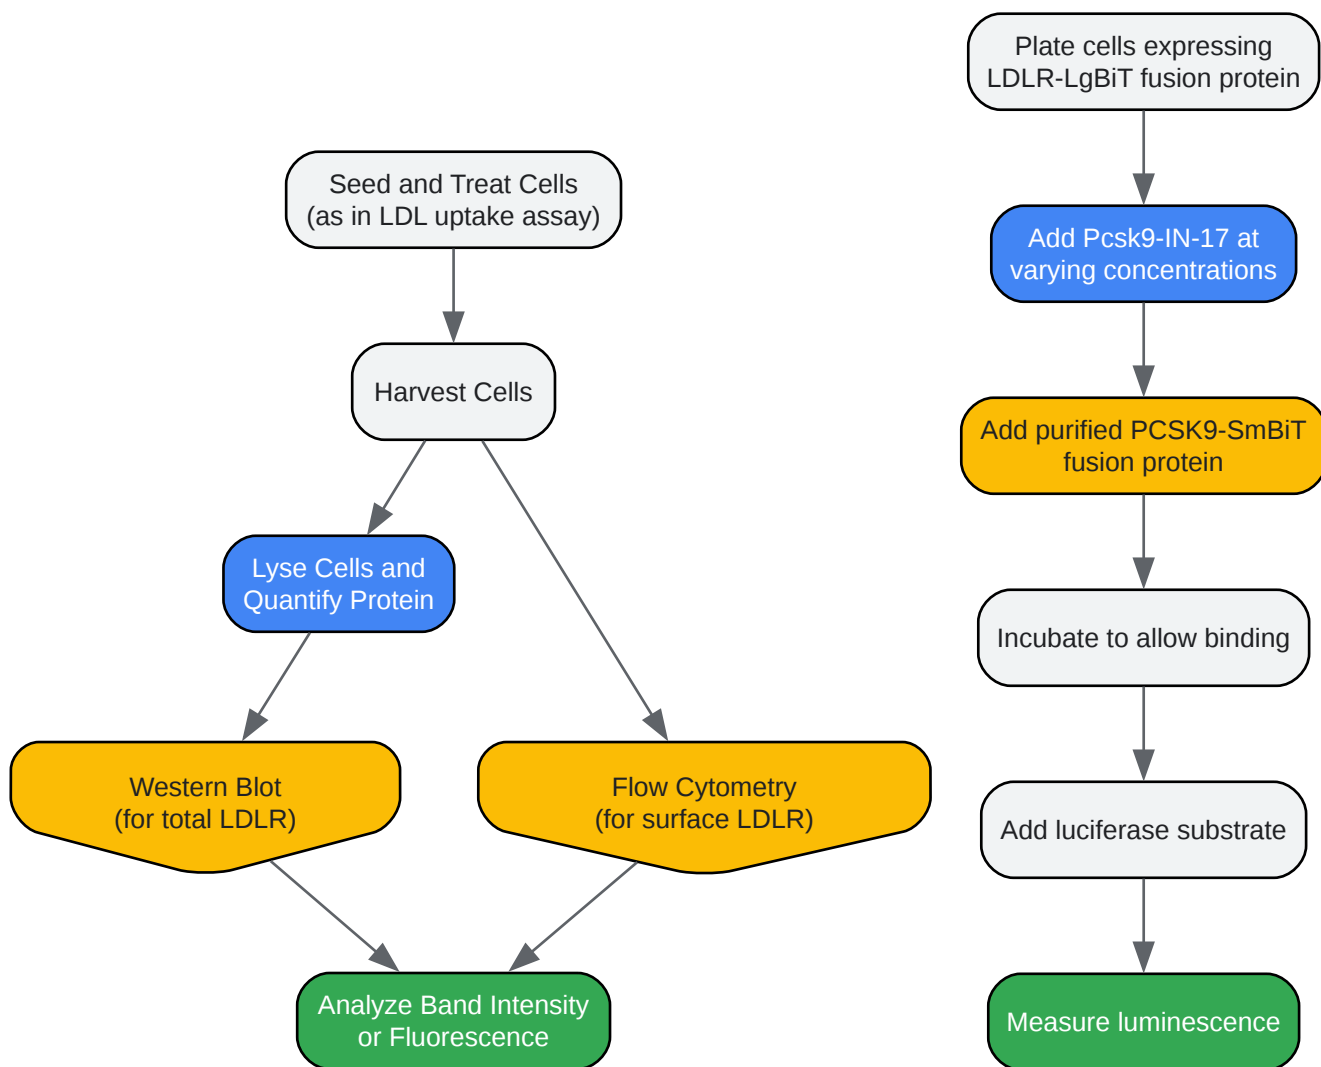 Seed and Treat Cells
(as in LDL uptake assay)
Harvest Cells
Lyse Cells and
Quantify Protein
Western Blot
(for total LDLR)
Flow Cytometry
(for surface LDLR)
Analyze Band Intensity
or Fluorescence
Plate cells expressing
LDLR-LgBiT fusion protein
Add Pcsk9-IN-17 at
varying concentrations
Add purified PCSK9-SmBiT
fusion protein
Incubate to allow binding
Add luciferase substrate
Measure luminescence